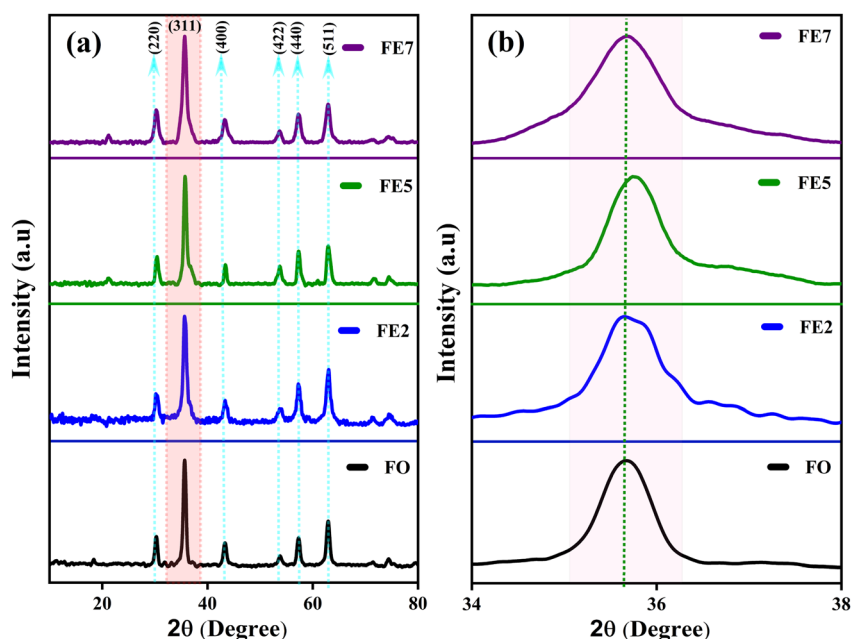 (a)
(220)
(311)
(400)
(422)
(440)
(511)
FE7
FE5
FE2
FO
Intensity (a.u)
20
40
60
80
2θ (Degree)
(b)
FE7
FE5
FE2
FO
Intensity (a.u)
34
36
38
2θ (Degree)